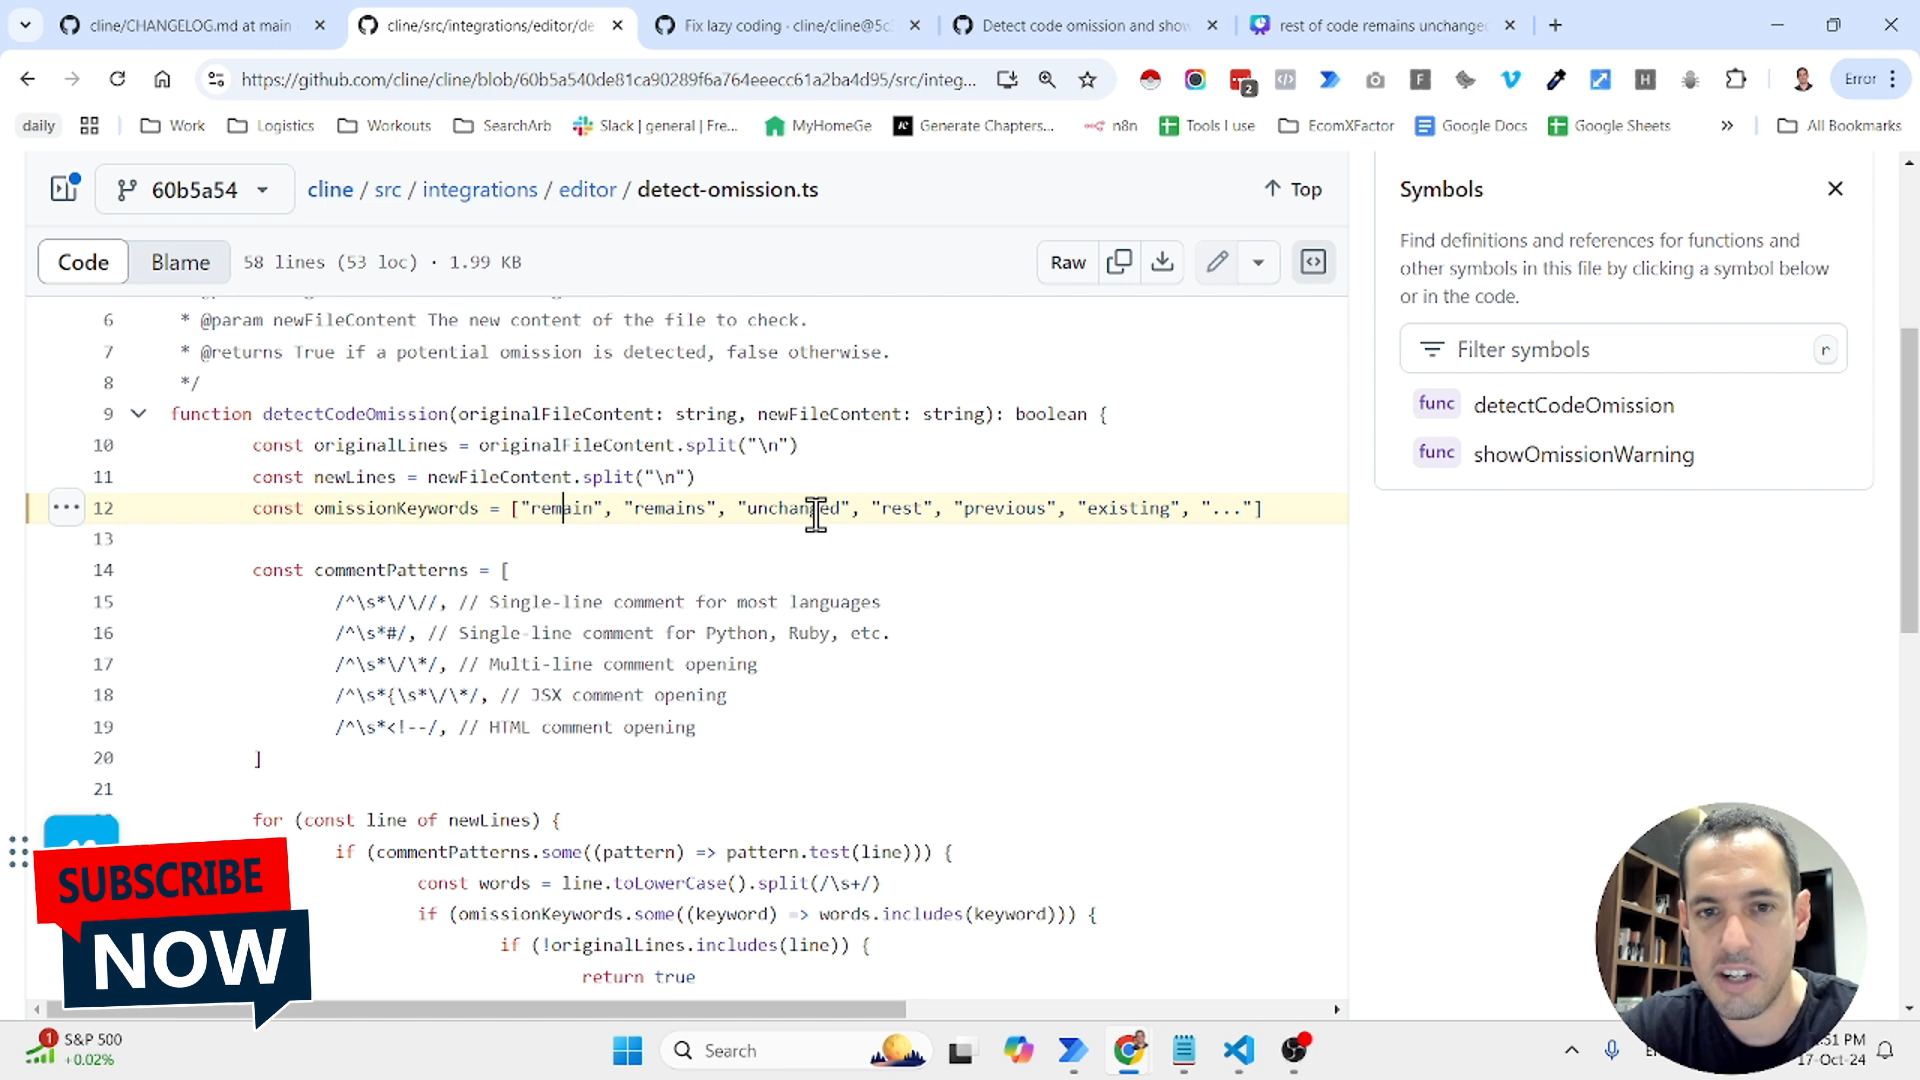 cline/CHANGELOG.md at main
cline/src/integrations/editor/de
Fix lazy coding · cline/cline@5c
Detect code omission and show
rest of code remains unchanged
https://github.com/cline/cline/blob/60b5a540de81ca90289f6a764eeecc61a2ba4d95/src/integ...
2
F
H
Error
daily
Work
Logistics
Workouts
SearchArb
Slack | general | Fre...
MyHomeGe
Generate Chapters...
n8n
Tools I use
EcomXFactor
Google Docs
Google Sheets
All Bookmarks
60b5a54
cline / src / integrations / editor / detect-omission.ts
Top
Code
Blame
58 lines (53 loc) · 1.99 KB
Raw
6 * @param newFileContent The new content of the file to check.
7 * @returns True if a potential omission is detected, false otherwise.
8 */
9 function detectCodeOmission(originalFileContent: string, newFileContent: string): boolean {
10 const originalLines = originalFileContent.split("\n")
11 const newLines = newFileContent.split("\n")
12 const omissionKeywords = ["remain", "remains", "unchanged", "rest", "previous", "existing", "..."]
13
14 const commentPatterns = [
15 /^\s*\/\//, // Single-line comment for most languages
16 /^\s*#/, // Single-line comment for Python, Ruby, etc.
17 /^\s*\/\*/, // Multi-line comment opening
18 /^\s*{\s*\/\*/, // JSX comment opening
19 /^\s*<!--/, // HTML comment opening
20 ]
21
for (const line of newLines) {
if (commentPatterns.some((pattern) => pattern.test(line))) {
const words = line.toLowerCase().split(/\s+/)
if (omissionKeywords.some((keyword) => words.includes(keyword))) {
if (!originalLines.includes(line)) {
return true
Symbols
Find definitions and references for functions and
other symbols in this file by clicking a symbol below
or in the code.
Filter symbols
r
func detectCodeOmission
func showOmissionWarning
SUBSCRIBE
NOW
1
S&P 500
+0.02%
Search
:51 PM
17-Oct-24